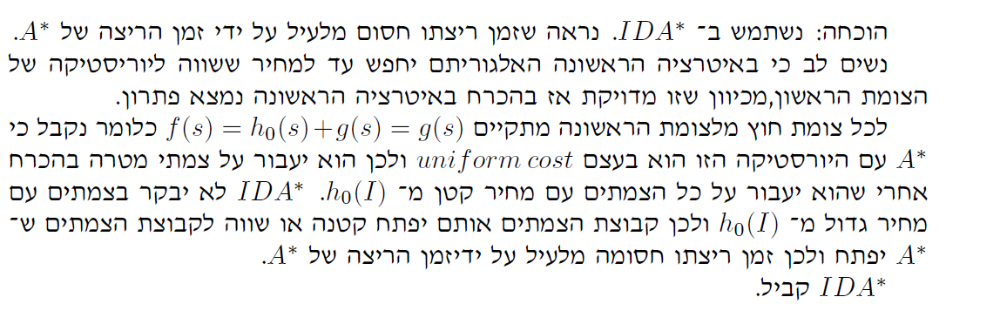 הוכחה: נשתמש ב־ IDA*. נראה שזמן ריצתו חסום מלעיל על ידי זמן הריצה של A*.
נשים לב כי באיטרציה הראשונה האלגוריתם יחפש עד למחיר ששווה ליוריסטיקה של
הצומת הראשון,מכיוון שזו מדויקת אז בהכרח באיטרציה הראשונה נמצא פתרון.
לכל צומת חוץ מלצומת הראשונה מתקיים f(s) = h₀(s)+g(s) = g(s) כלומר נקבל כי
A* עם היורסטיקה הזו הוא בעצם uniform cost ולכן הוא יעבור על צמתי מטרה בהכרח
אחרי שהוא יעבור על כל הצמתים עם מחיר קטן מ־ h₀(I). IDA* לא יבקר בצמתים עם
מחיר גדול מ־ h₀(I) ולכן קבוצת הצמתים אותם יפתח קטנה או שווה לקבוצת הצמתים ש־
A* יפתח ולכן זמן ריצתו חסומה מלעיל על ידיזמן הריצה של A*.
IDA* קביל.